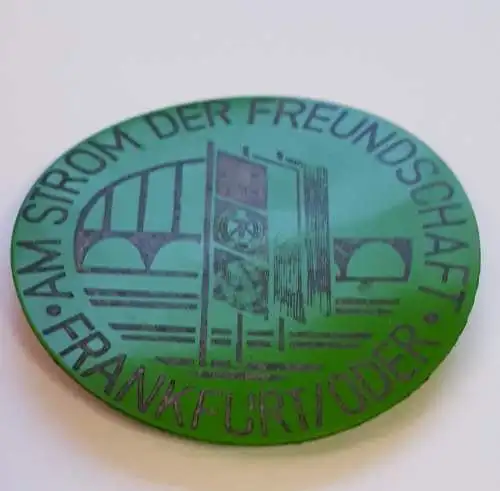 • AM STROM DER FREUNDSCHAFT •
FRANKFURT/ODER